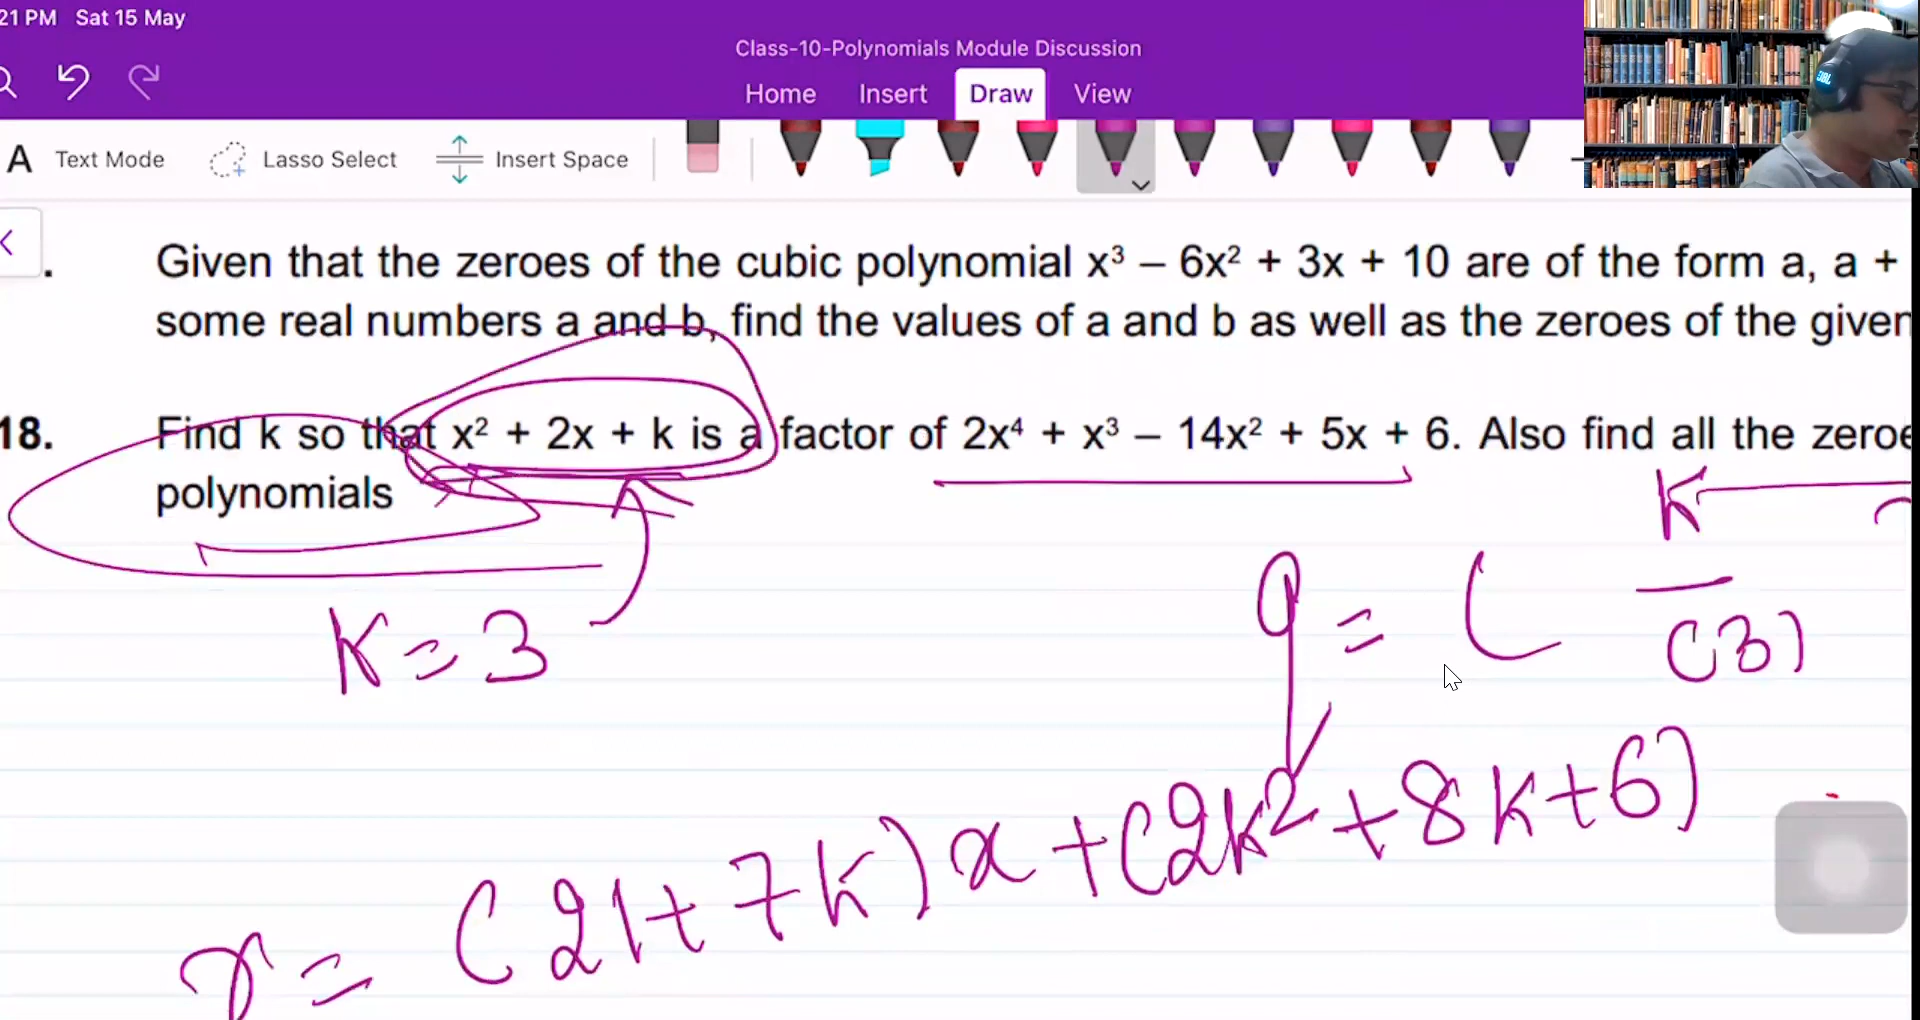 21 PM Sat 15 May
Class-10-Polynomials Module Discussion
Home Insert Draw View
A Text Mode Lasso Select Insert Space
. Given that the zeroes of the cubic polynomial x³ – 6x² + 3x + 10 are of the form a, a +
some real numbers a and b, find the values of a and b as well as the zeroes of the given
18. Find k so that x² + 2x + k is a factor of 2x⁴ + x³ – 14x² + 5x + 6. Also find all the zeroe
polynomials
K
q = (
(3)
K = 3
r = (21+7k)x + (2k²+8k+6)